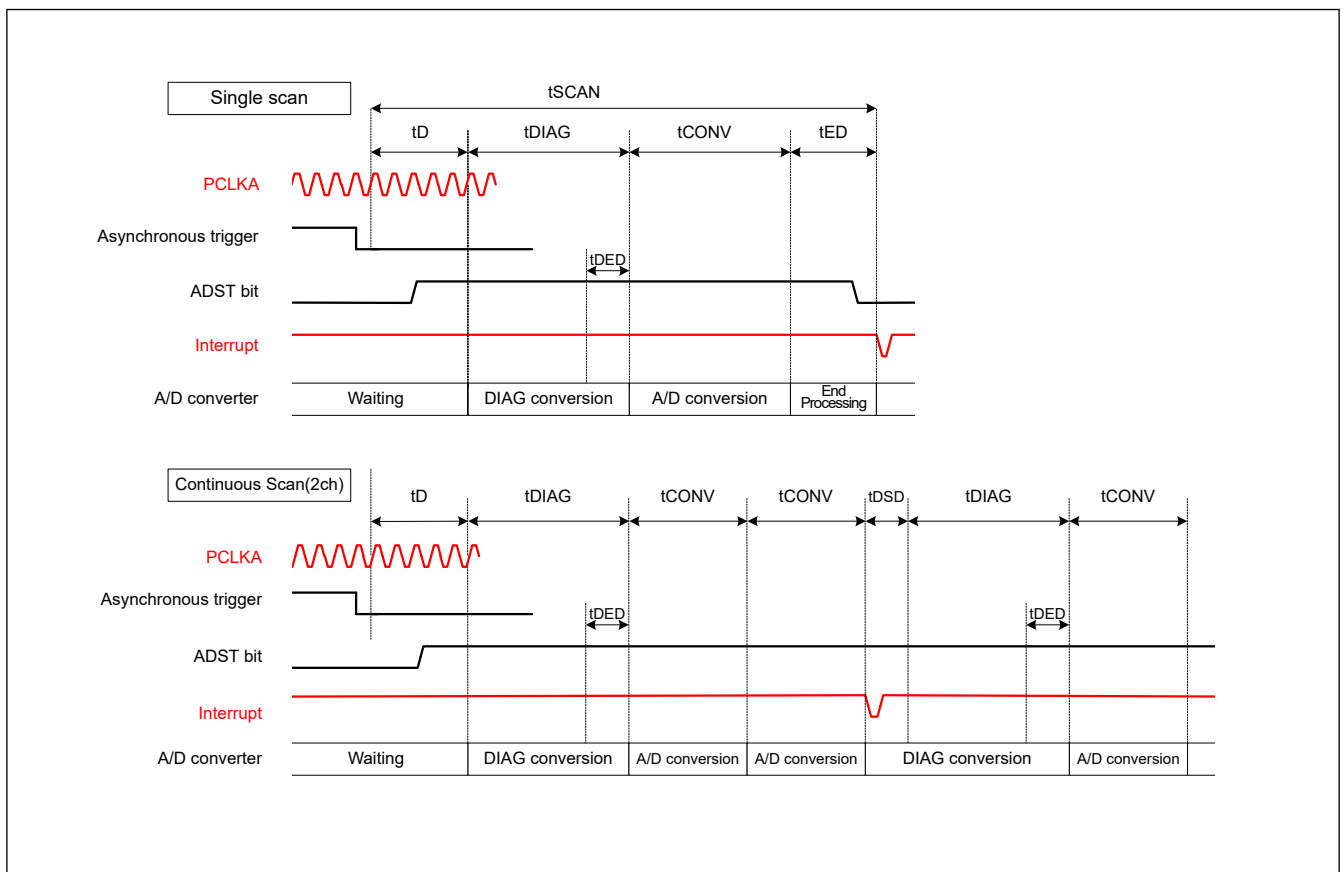 Single scan
tSCAN
tD tDIAG tCONV tED
PCLKA
Asynchronous trigger
tDED
ADST bit
Interrupt
A/D converter Waiting DIAG conversion A/D conversion End Processing
Continuous Scan(2ch)
tD tDIAG tCONV tCONV tDSD tDIAG tCONV
PCLKA
Asynchronous trigger
tDED tDED
ADST bit
Interrupt
A/D converter Waiting DIAG conversion A/D conversion A/D conversion DIAG conversion A/D conversion